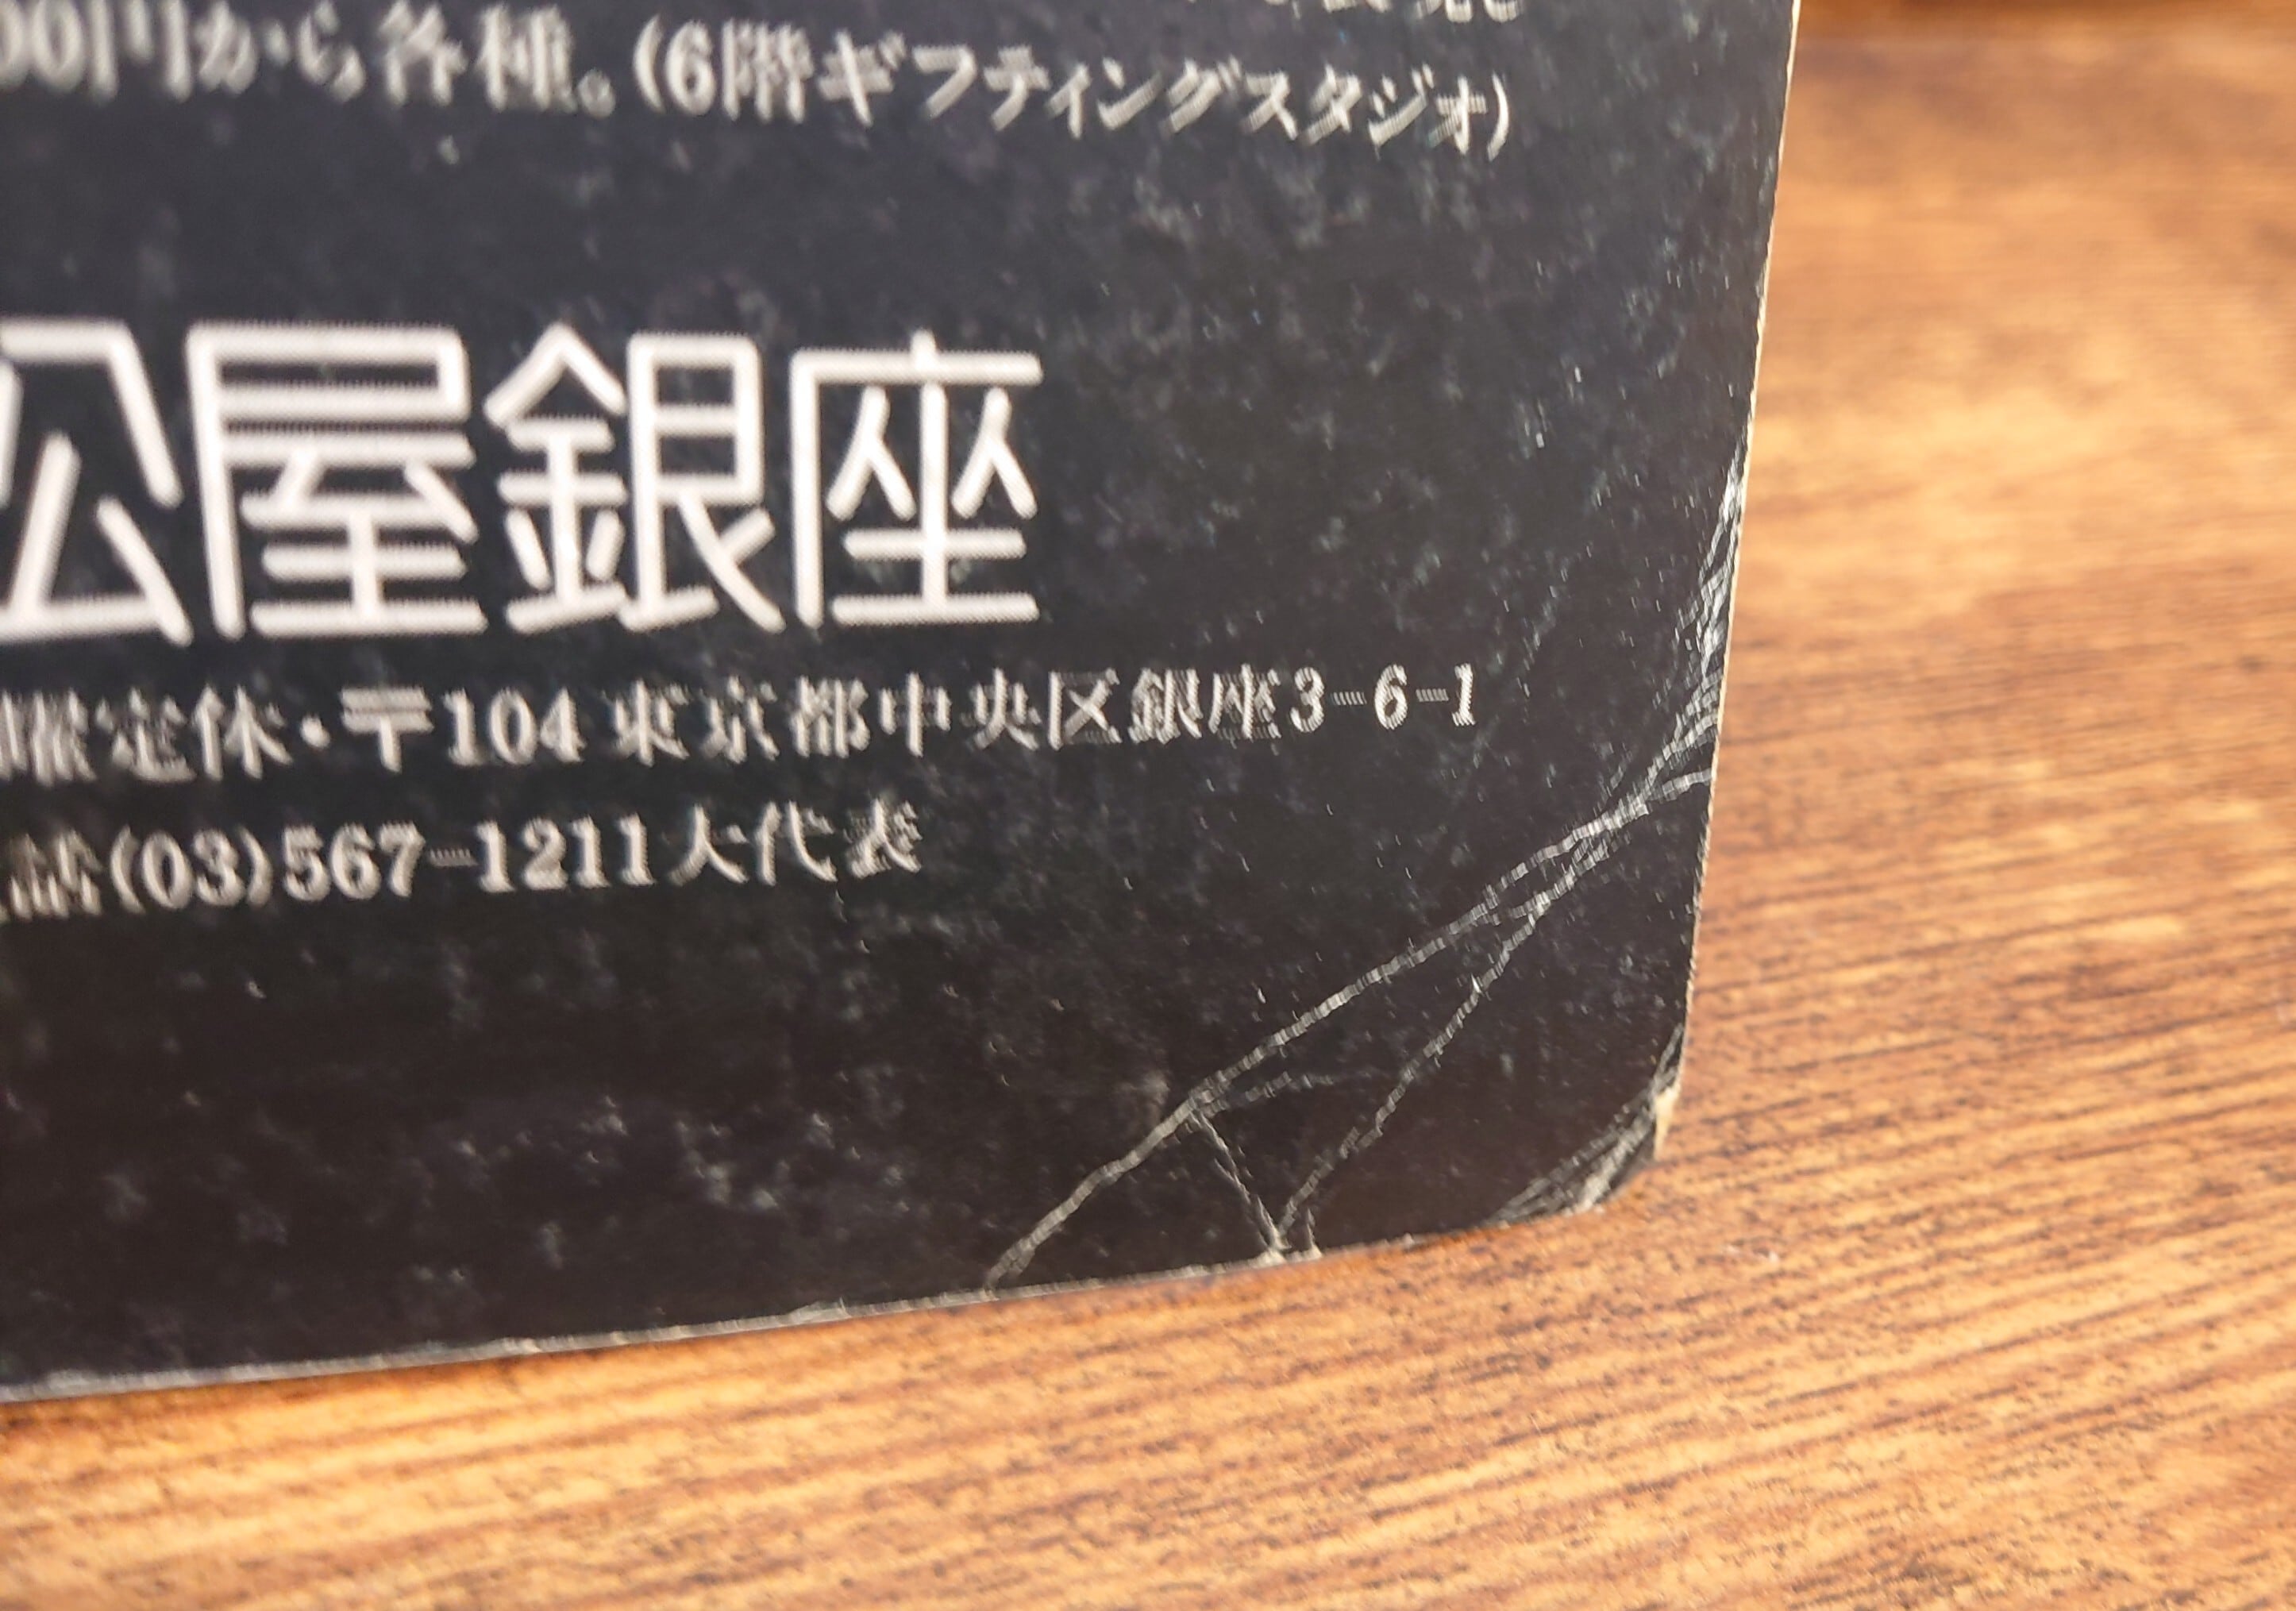 00円から各種。(6階ギフティングスタジオ)
松屋銀座
曜定休・〒104 東京都中央区銀座3-6-1
話(03)567-1211大代表